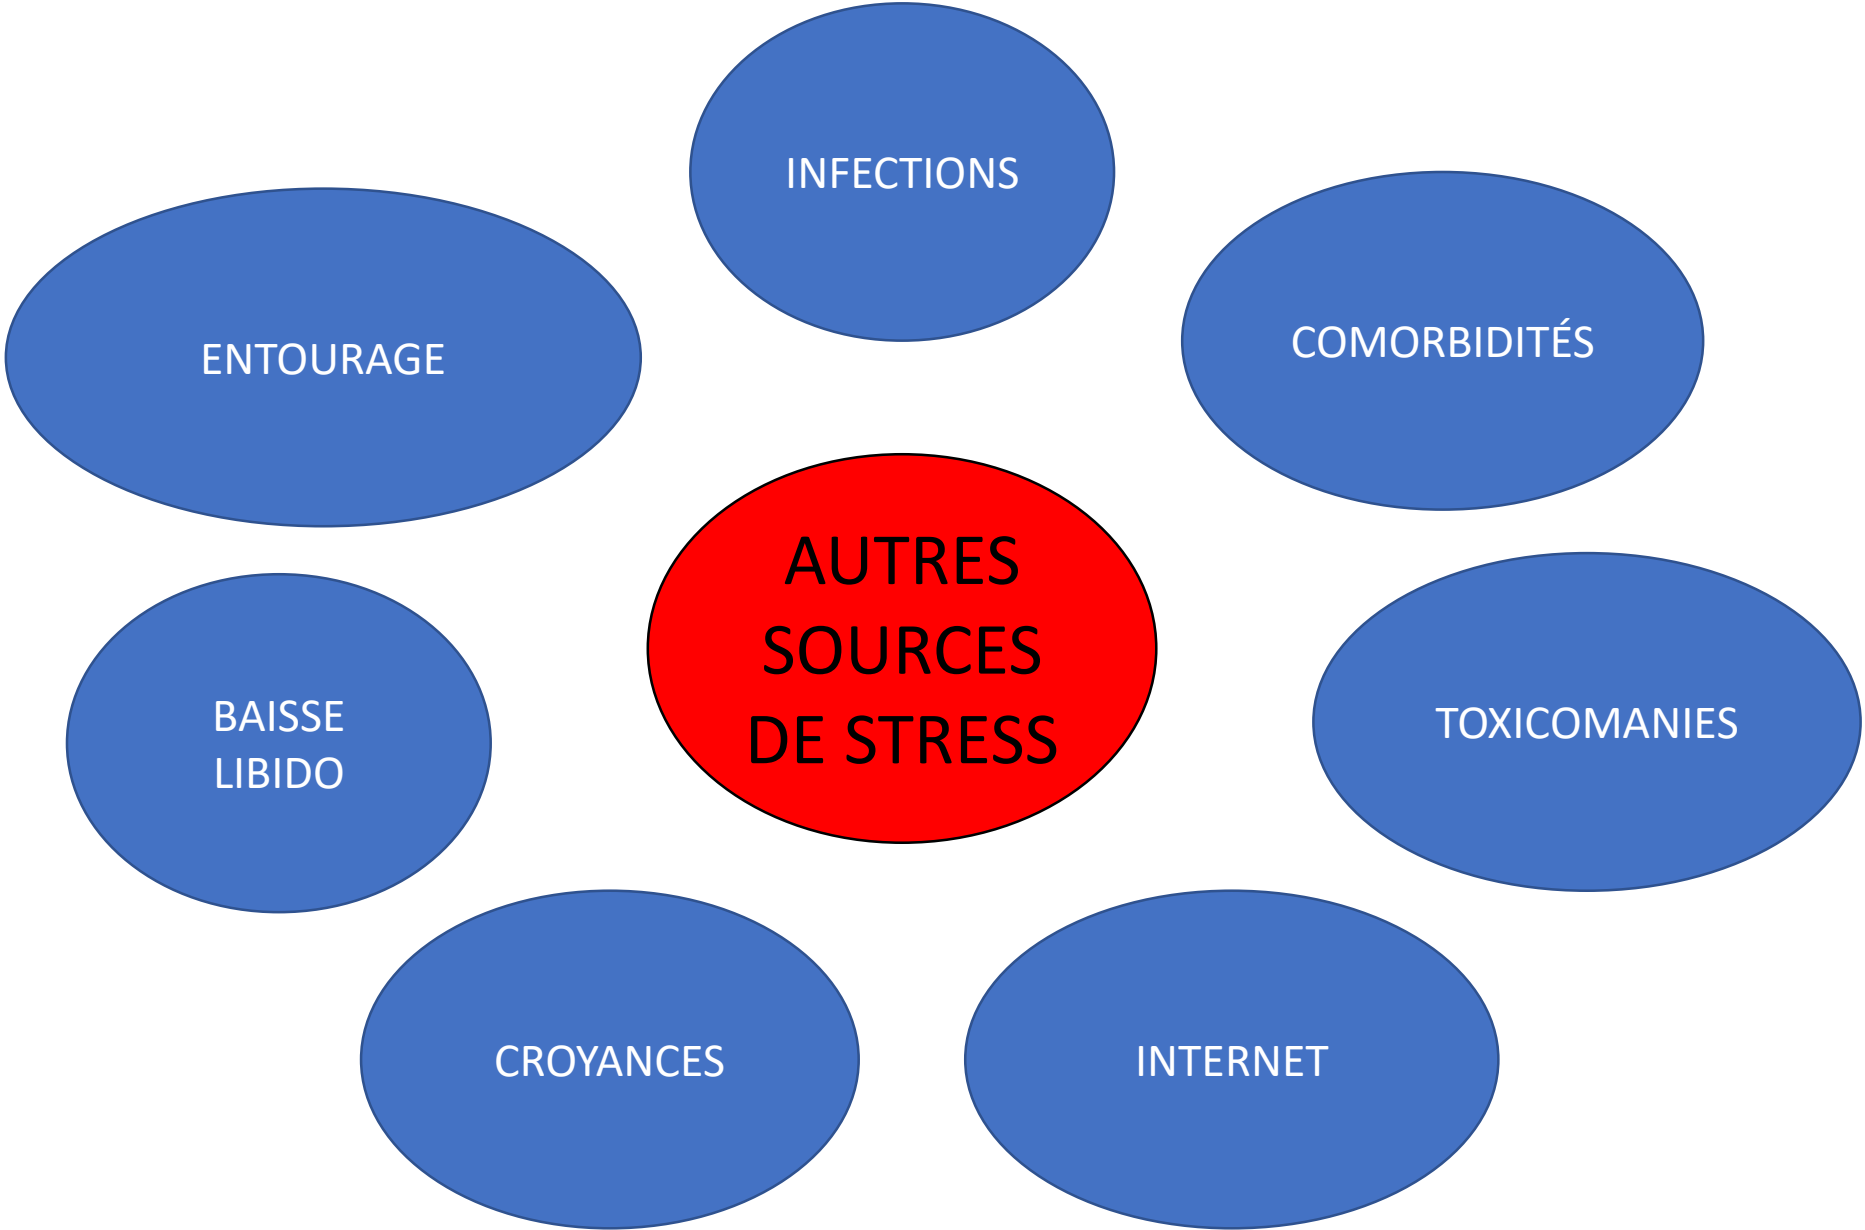 INFECTIONS
ENTOURAGE
COMORBIDITÉS
AUTRES
SOURCES
DE STRESS
BAISSE
LIBIDO
TOXICOMANIES
CROYANCES
INTERNET